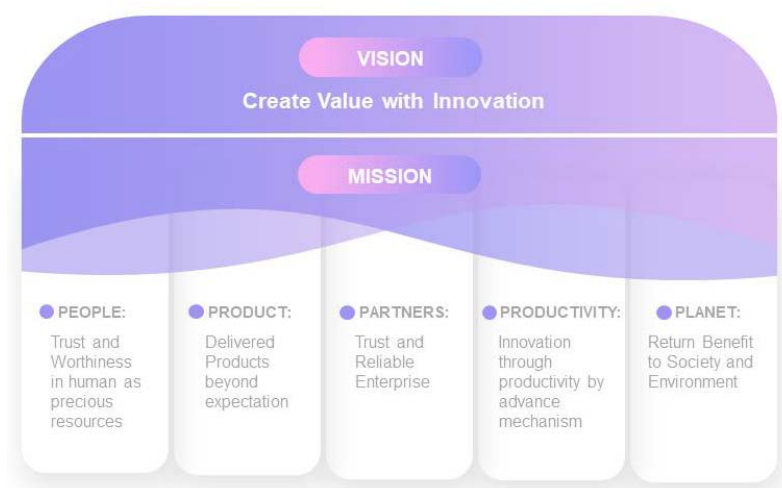 VISION
Create Value with Innovation
MISSION
PEOPLE:
Trust and
Worthiness
in human as
precious
resources
PRODUCT:
Delivered
Products
beyond
expectation
PARTNERS:
Trust and
Reliable
Enterprise
PRODUCTIVITY:
Innovation
through
productivity by
advance
mechanism
PLANET:
Return Benefit
to Society and
Environment